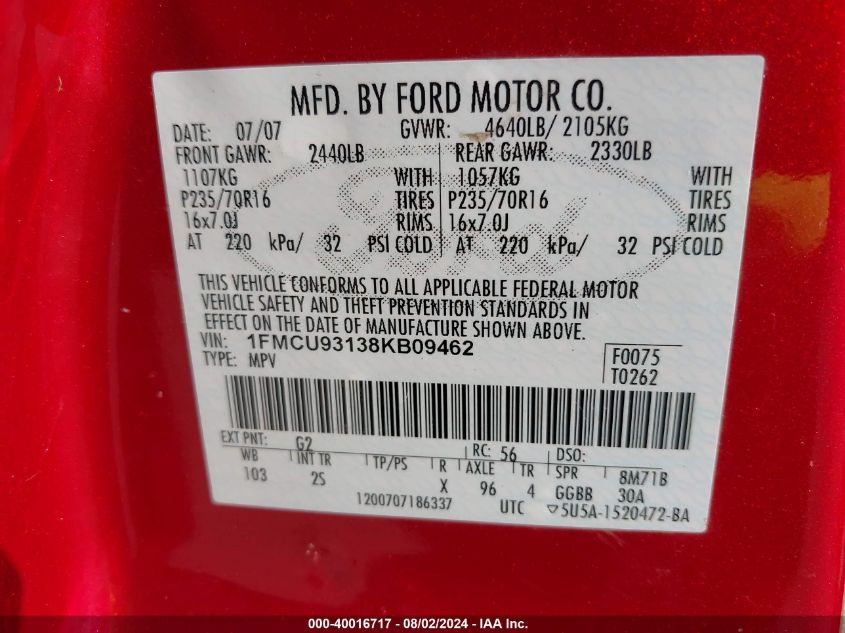 MFD. BY FORD MOTOR CO.
DATE: 07/07 GVWR: 4640LB/ 2105KG
FRONT GAWR: 2440LB REAR GAWR: 2330LB
1107KG WITH 1057KG WITH
P235/70R16 TIRES P235/70R16 TIRES
16x7.0J RIMS 16x7.0J RIMS
AT 220 kPa/ 32 PSI COLD AT 220 kPa/ 32 PSI COLD
THIS VEHICLE CONFORMS TO ALL APPLICABLE FEDERAL MOTOR
VEHICLE SAFETY AND THEFT PREVENTION STANDARDS IN
EFFECT ON THE DATE OF MANUFACTURE SHOWN ABOVE.
VIN: 1FMCU93138KB09462 F0075
TYPE: MPV T0262
EXT PNT: G2 RC: 56 DSO:
WB INT TR TP/PS R AXLE TR SPR 8M71B
103 2S X 96 4 GGBB 30A
1200707186337 UTC ▽5U5A-1520472-BA
000-40016717 - 08/02/2024 - IAA Inc.